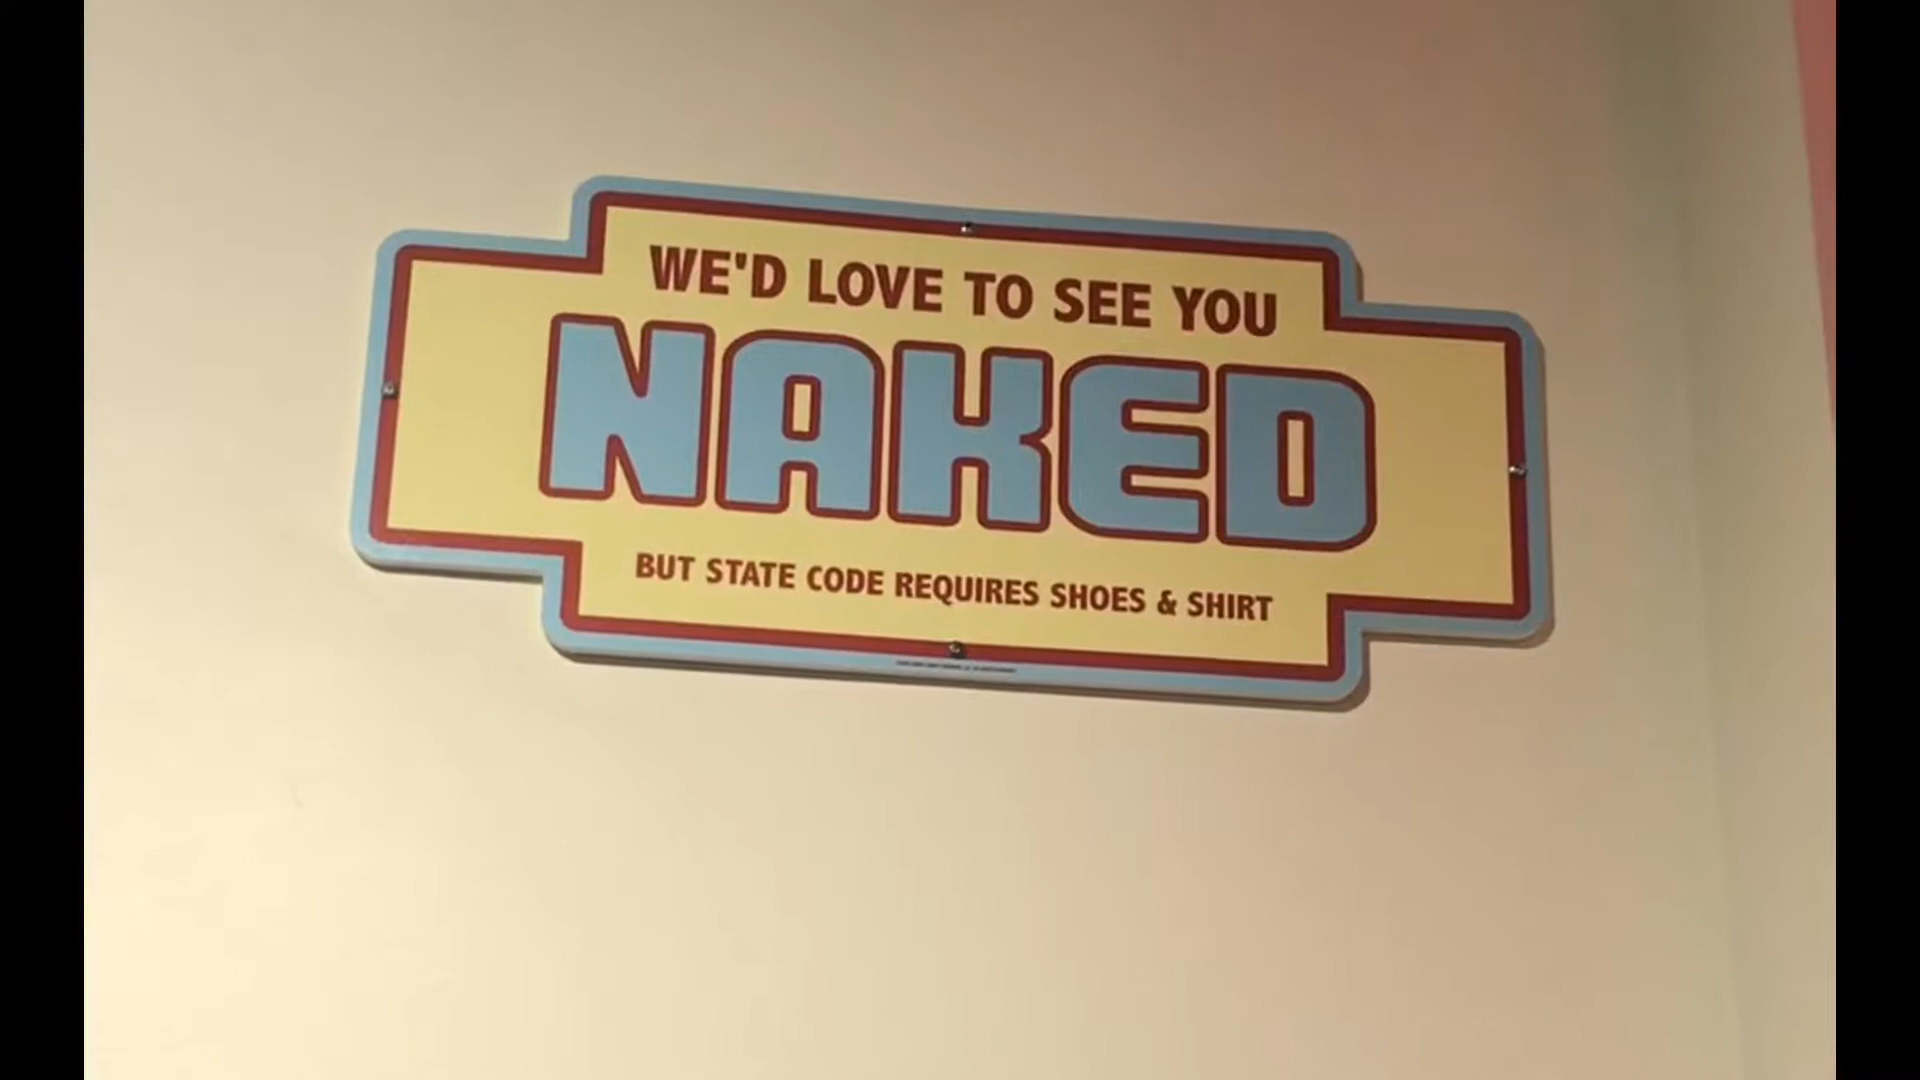 WE'D LOVE TO SEE YOU
NAKED
BUT STATE CODE REQUIRES SHOES & SHIRT